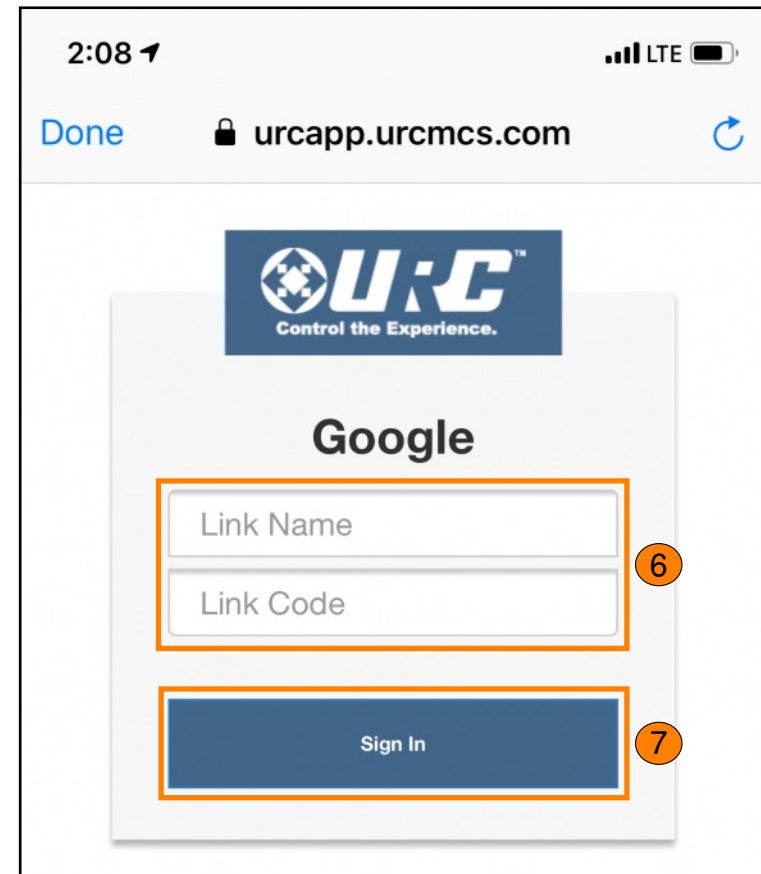 2:08 LTE
Done urcapp.urcmcs.com
URC™
Control the Experience.
Google
Link Name
6
Link Code
Sign In
7